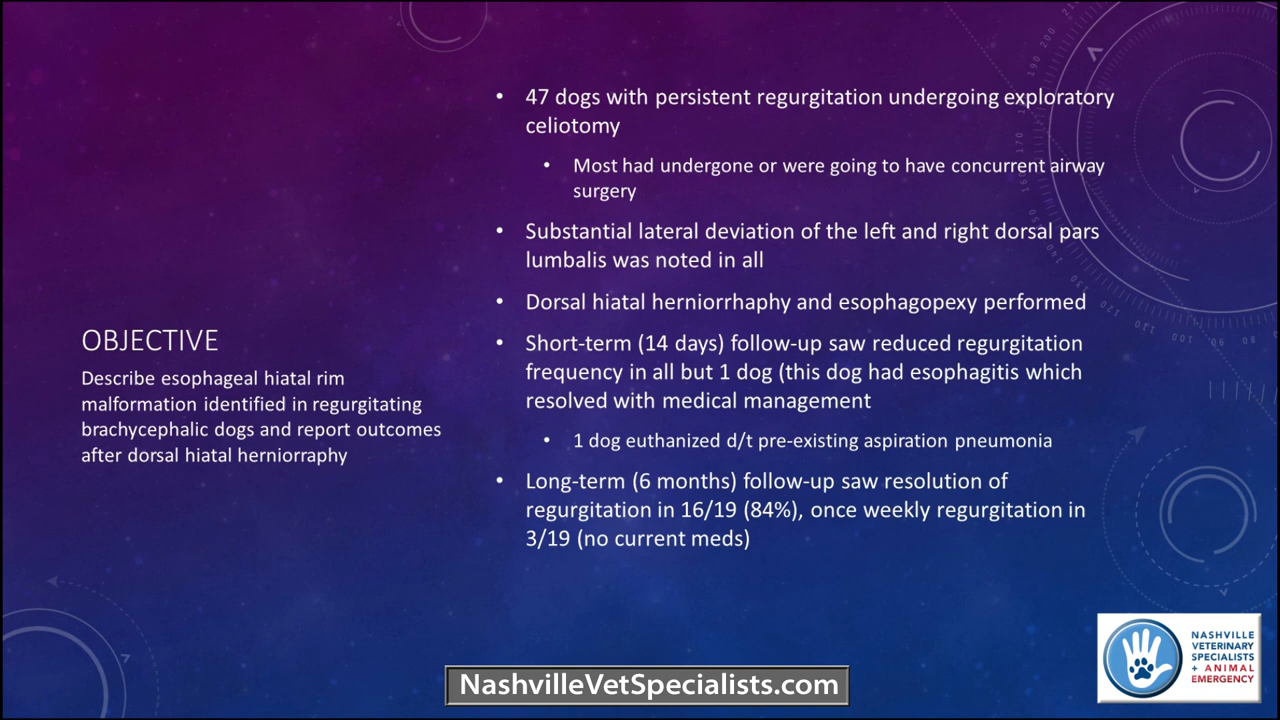 OBJECTIVE
Describe esophageal hiatal rim
malformation identified in regurgitating
brachycephalic dogs and report outcomes
after dorsal hiatal herniorraphy
• 47 dogs with persistent regurgitation undergoing exploratory
celiotomy
• Most had undergone or were going to have concurrent airway
surgery
• Substantial lateral deviation of the left and right dorsal pars
lumbalis was noted in all
• Dorsal hiatal herniorrhaphy and esophagopexy performed
• Short-term (14 days) follow-up saw reduced regurgitation
frequency in all but 1 dog (this dog had esophagitis which
resolved with medical management
• 1 dog euthanized d/t pre-existing aspiration pneumonia
• Long-term (6 months) follow-up saw resolution of
regurgitation in 16/19 (84%), once weekly regurgitation in
3/19 (no current meds)
NASHVILLE
VETERINARY
SPECIALISTS
+ ANIMAL
EMERGENCY
NashvilleVetSpecialists.com